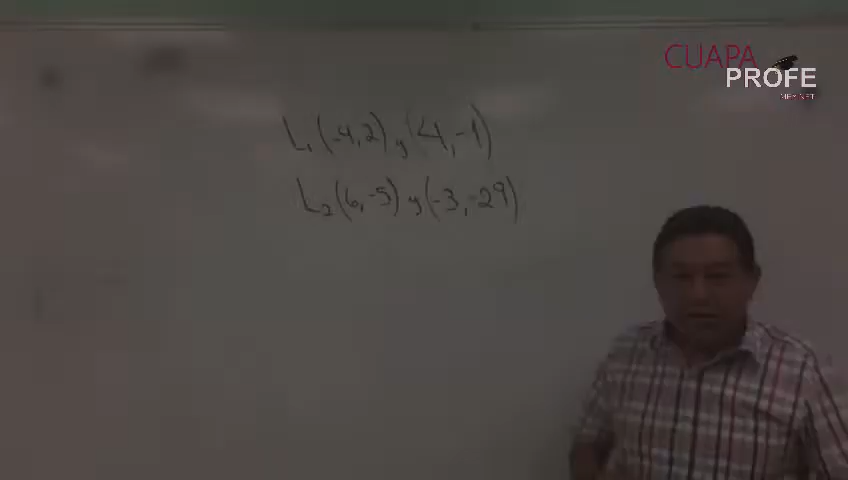 CUAPA
PROFE
L₁ (-4, 2) y (4, -1)
L₂ (6, -5) y (-3, -29)